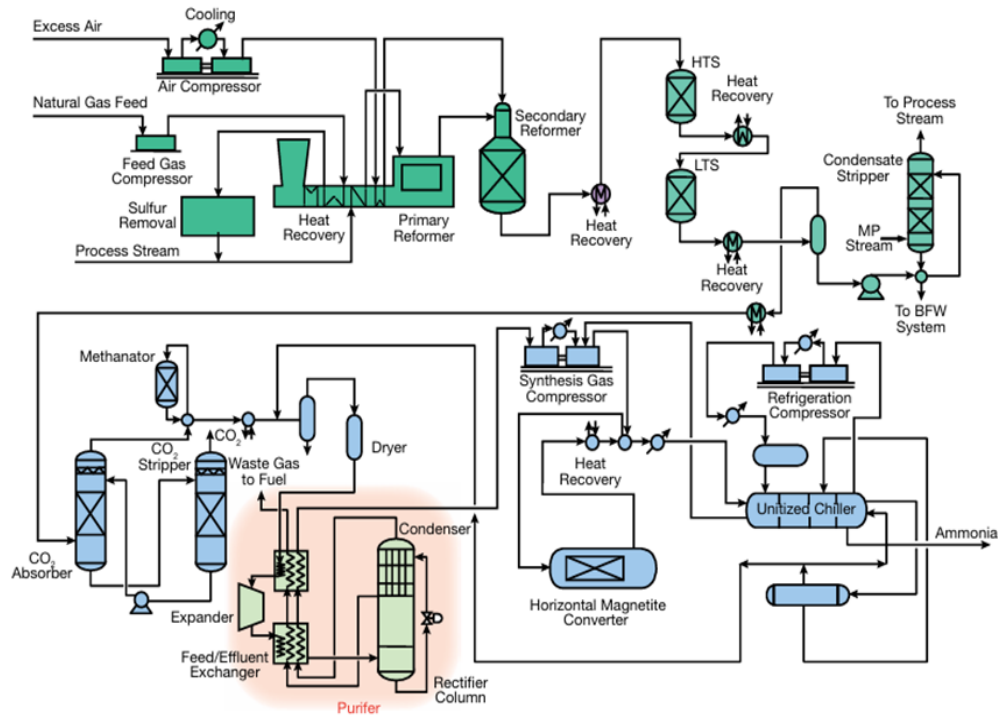 Cooling
Excess Air
Air Compressor
Natural Gas Feed
Feed Gas
Compressor
Sulfur
Removal
Process Stream
Heat
Recovery
Primary
Reformer
Secondary
Reformer
Heat
Recovery
HTS
Heat
Recovery
LTS
Heat
Recovery
To Process
Stream
Condensate
Stripper
MP
Stream
To BFW
System
Methanator
CO2
CO2
Stripper
Waste Gas
to Fuel
Dryer
CO2
Absorber
Expander
Feed/Effluent
Exchanger
Condenser
Rectifier
Column
Purifer
Synthesis Gas
Compressor
Heat
Recovery
Horizontal Magnetite
Converter
Refrigeration
Compressor
Unitized Chiller
Ammonia